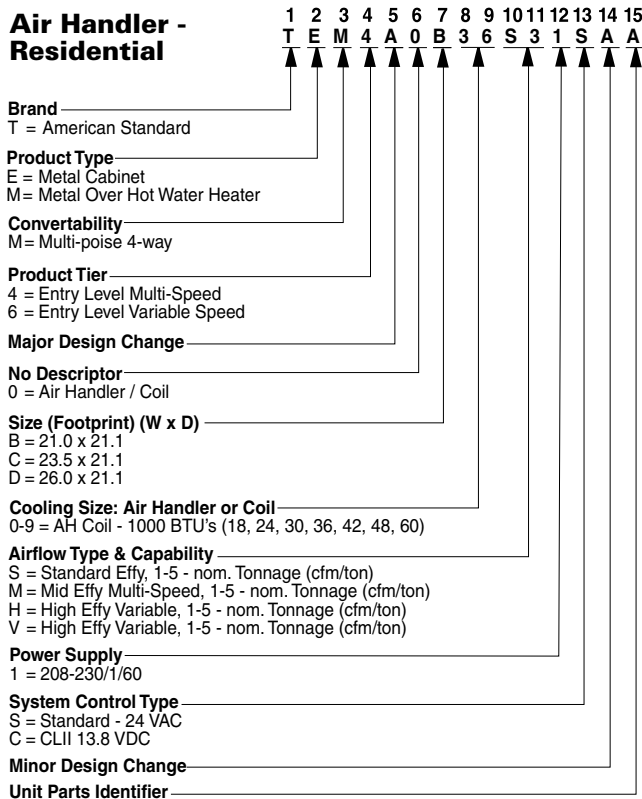 Air Handler -
Residential
1 2 3 4 5 6 7 8 9 10 11 12 13 14 15
T E M 4 A 0 B 3 6 S 3 1 S A A
Brand
T = American Standard
Product Type
E = Metal Cabinet
M = Metal Over Hot Water Heater
Convertability
M = Multi-poise 4-way
Product Tier
4 = Entry Level Multi-Speed
6 = Entry Level Variable Speed
Major Design Change
No Descriptor
0 = Air Handler / Coil
Size (Footprint) (W x D)
B = 21.0 x 21.1
C = 23.5 x 21.1
D = 26.0 x 21.1
Cooling Size: Air Handler or Coil
0-9 = AH Coil - 1000 BTU's (18, 24, 30, 36, 42, 48, 60)
Airflow Type & Capability
S = Standard Effy, 1-5 - nom. Tonnage (cfm/ton)
M = Mid Effy Multi-Speed, 1-5 - nom. Tonnage (cfm/ton)
H = High Effy Variable, 1-5 - nom. Tonnage (cfm/ton)
V = High Effy Variable, 1-5 - nom. Tonnage (cfm/ton)
Power Supply
1 = 208-230/1/60
System Control Type
S = Standard - 24 VAC
C = CLII 13.8 VDC
Minor Design Change
Unit Parts Identifier